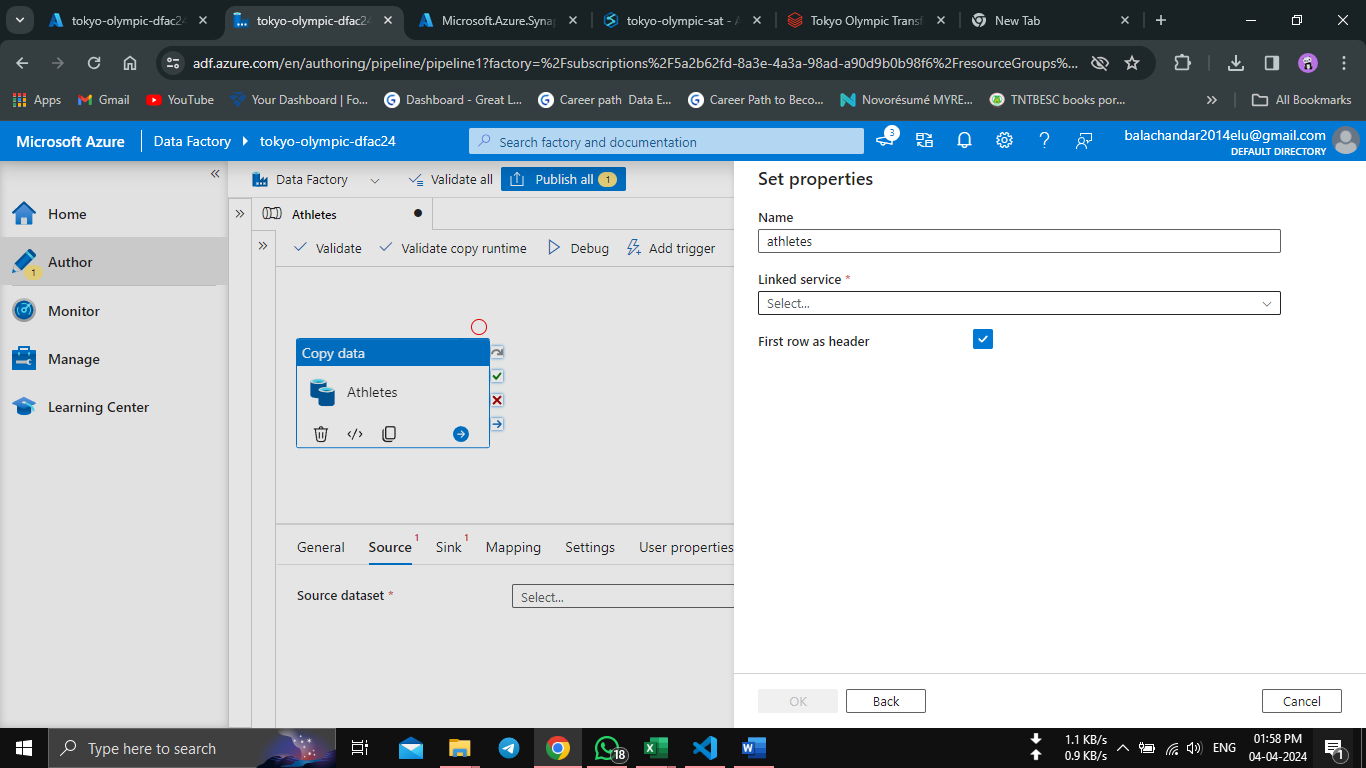 tokyo-olympic-dfac24
tokyo-olympic-dfac24
Microsoft.Azure.Syna
tokyo-olympic-sat - A
Tokyo Olympic Transf
New Tab
adf.azure.com/en/authoring/pipeline/pipeline1?factory=%2Fsubscriptions%2F5a2b62fd-8a3e-4a3a-98ad-a90d9b0b98f6%2FresourceGroups%...
Apps
Gmail
YouTube
Your Dashboard | Fo...
Dashboard - Great L...
Career path Data E...
Career Path to Beco...
Novorésumé MYRE...
TNTBESC books por...
»
All Bookmarks
Microsoft Azure
Data Factory
tokyo-olympic-dfac24
Search factory and documentation
3
balachandar2014elu@gmail.com
DEFAULT DIRECTORY
«
Home
Author
1
Monitor
Manage
Learning Center
Data Factory
Validate all
Publish all 1
»
Athletes
»
Validate
Validate copy runtime
Debug
Add trigger
Copy data
Athletes
General
Source 1
Sink 1
Mapping
Settings
User properties
Source dataset *
Select...
Set properties
Name
athletes
Linked service *
Select...
First row as header
OK
Back
Cancel
Type here to search
18
1.1 KB/s
0.9 KB/s
ENG
01:58 PM
04-04-2024
1